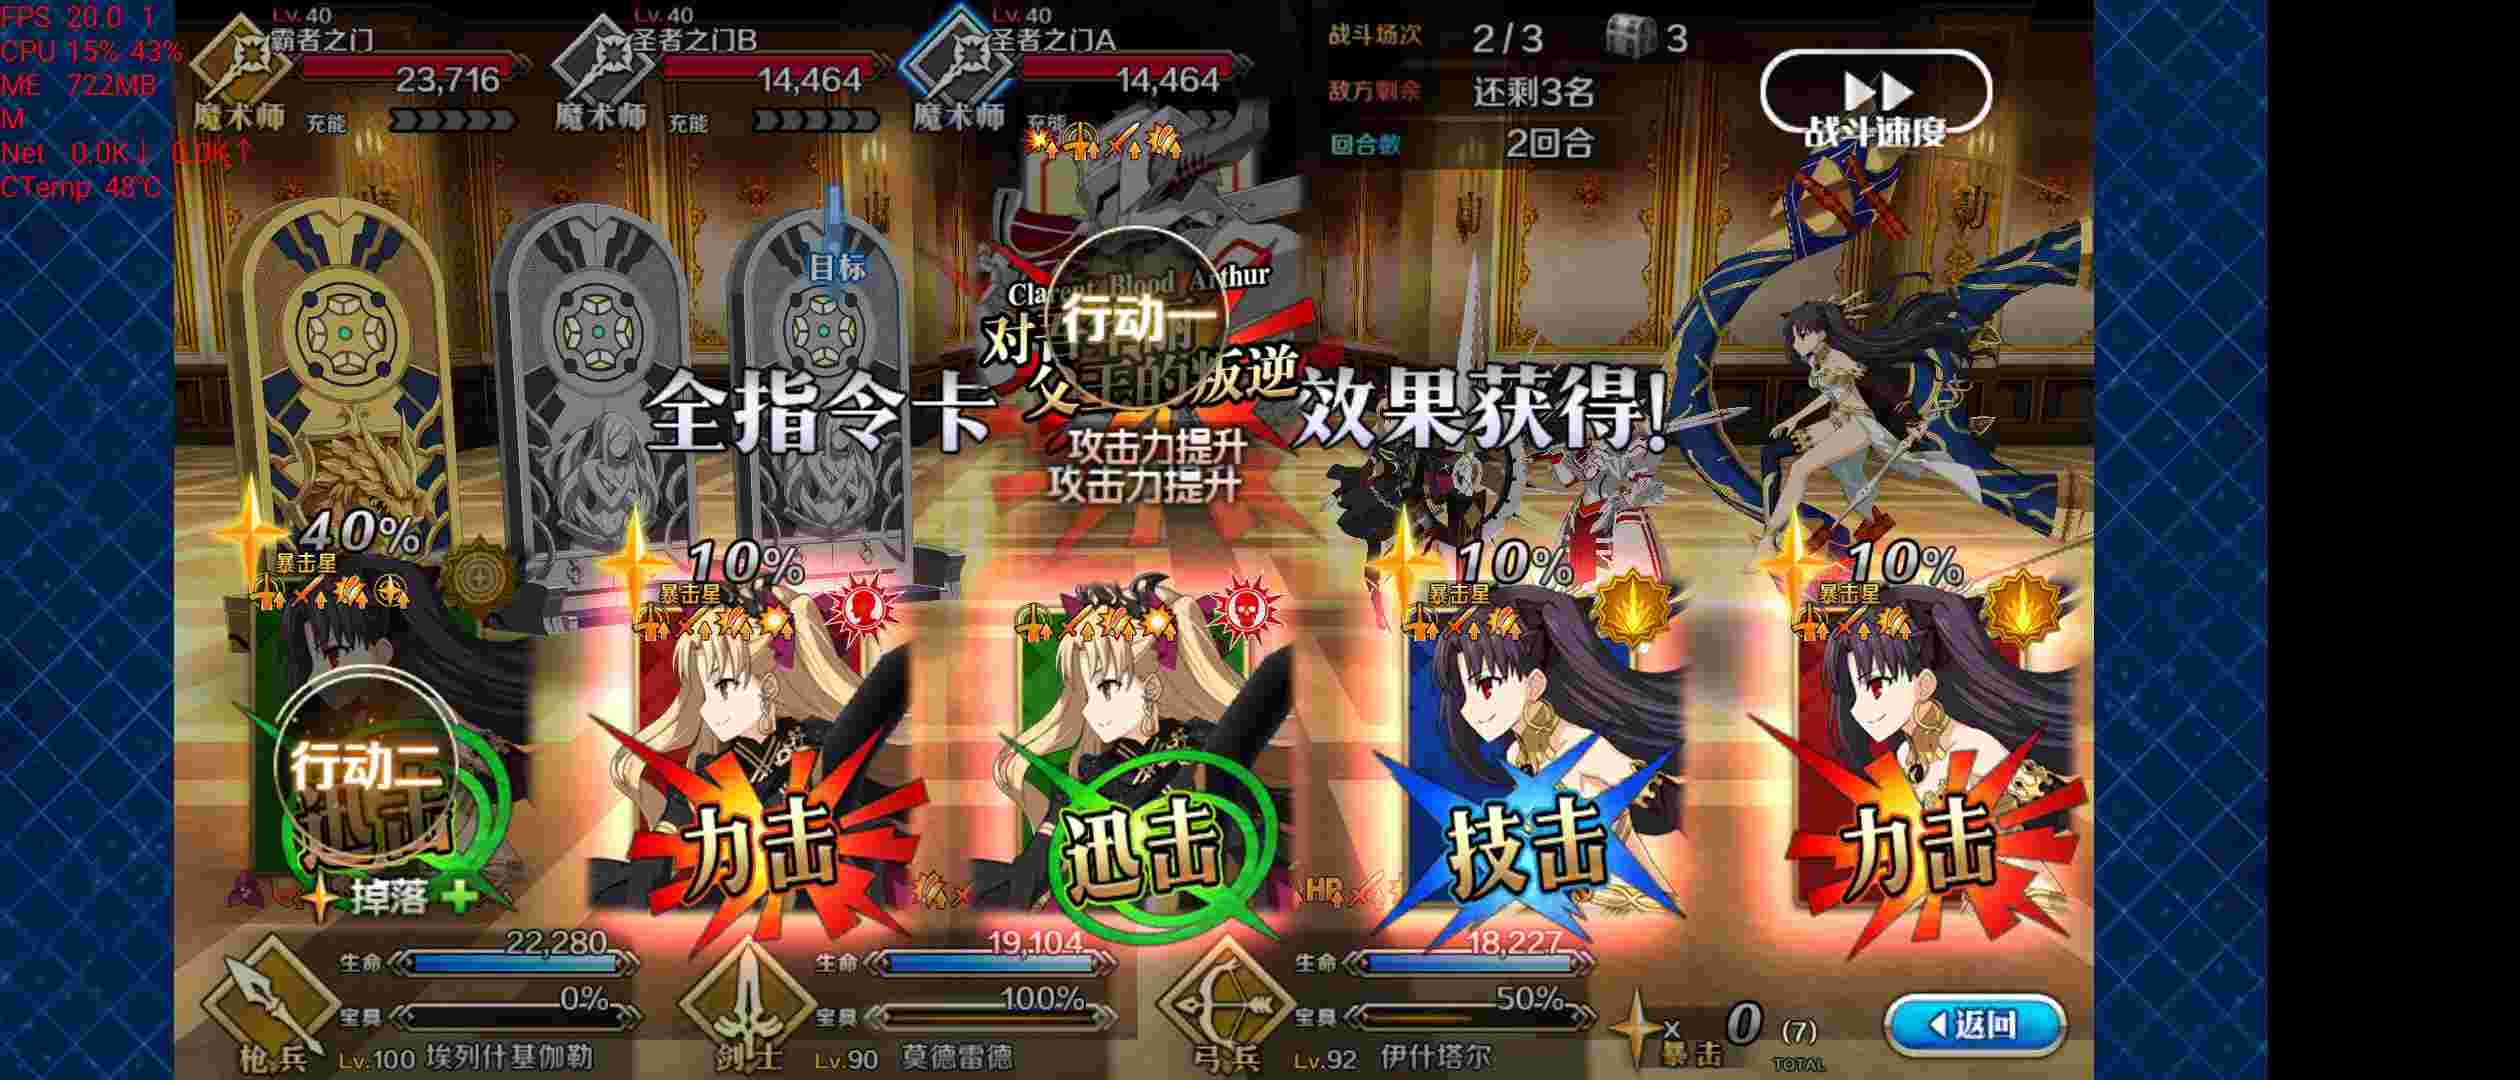 FPS 20.0 1
CPU 15% 43%
ME 722MB
M
Net 0.0K↓ 0.0K↑
CTemp 48℃
Lv.40
霸者之门
23,716
魔术师
充能
Lv.40
圣者之门B
14,464
魔术师
充能
Lv.40
圣者之门A
14,464
魔术师
充能
战斗场次 2/3 3
敌方剩余 还剩3名
回合数 2回合
战斗速度
目标
Clarent Blood Arthur
行动一
全指令卡
效果获得!
攻击力提升
攻击力提升
40%
暴击星
10%
暴击星
10%
暴击星
10%
暴击星
行动二
迅击
掉落+
力击
迅击
技击
力击
HP
生命 22,280
宝具 0%
枪兵 Lv.100 埃列什基伽勒
生命 19,104
宝具 100%
剑士 Lv.90 莫德雷德
生命 18,227
宝具 50%
弓兵 Lv.92 伊什塔尔
x 0 (7)
暴击 TOTAL
返回